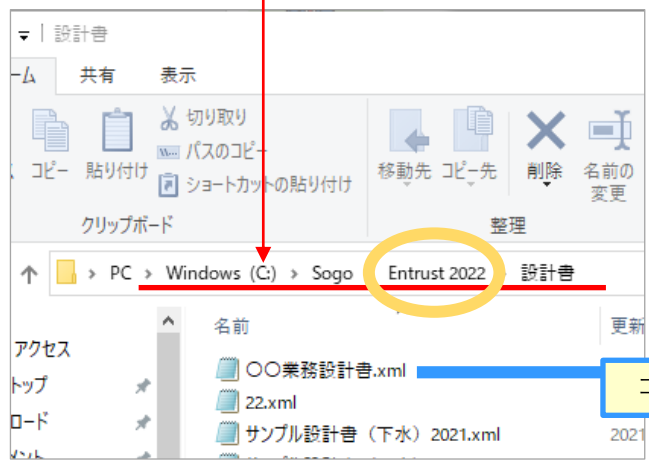 設計書
ーム 共有 表示
切り取り
パスのコピー
コピー 貼り付け
ショートカットの貼り付け
移動先 コピー先 削除 名前の
変更
クリップボード 整理
PC > Windows (C:) > Sogo Entrust 2022 設計書
名前 更新
アクセス
〇〇業務設計書.xml
トップ
22.xml
ロード
サンプル設計書（下水）2021.xml 2021